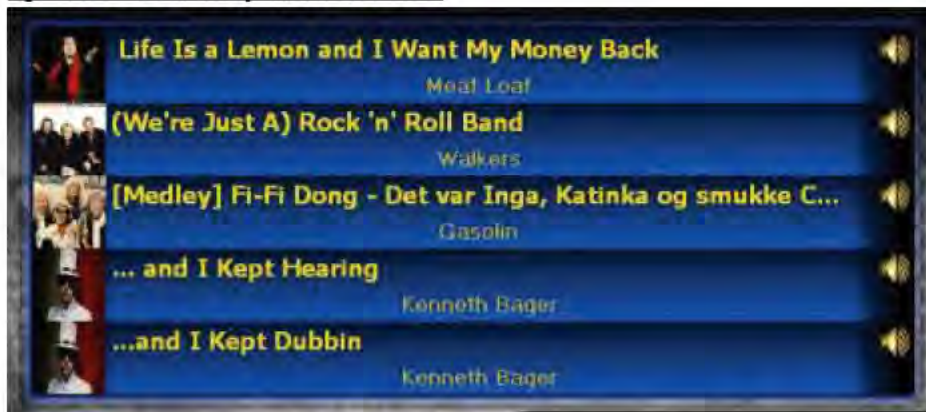 Life Is a Lemon and I Want My Money Back
Meat Loaf
(We're Just A) Rock 'n' Roll Band
Walkers
[Medley] Fi-Fi Dong - Det var Inga, Katinka og smukke C...
Gasolin
... and I Kept Hearing
Kenneth Bager
...and I Kept Dubbin
Kenneth Bager